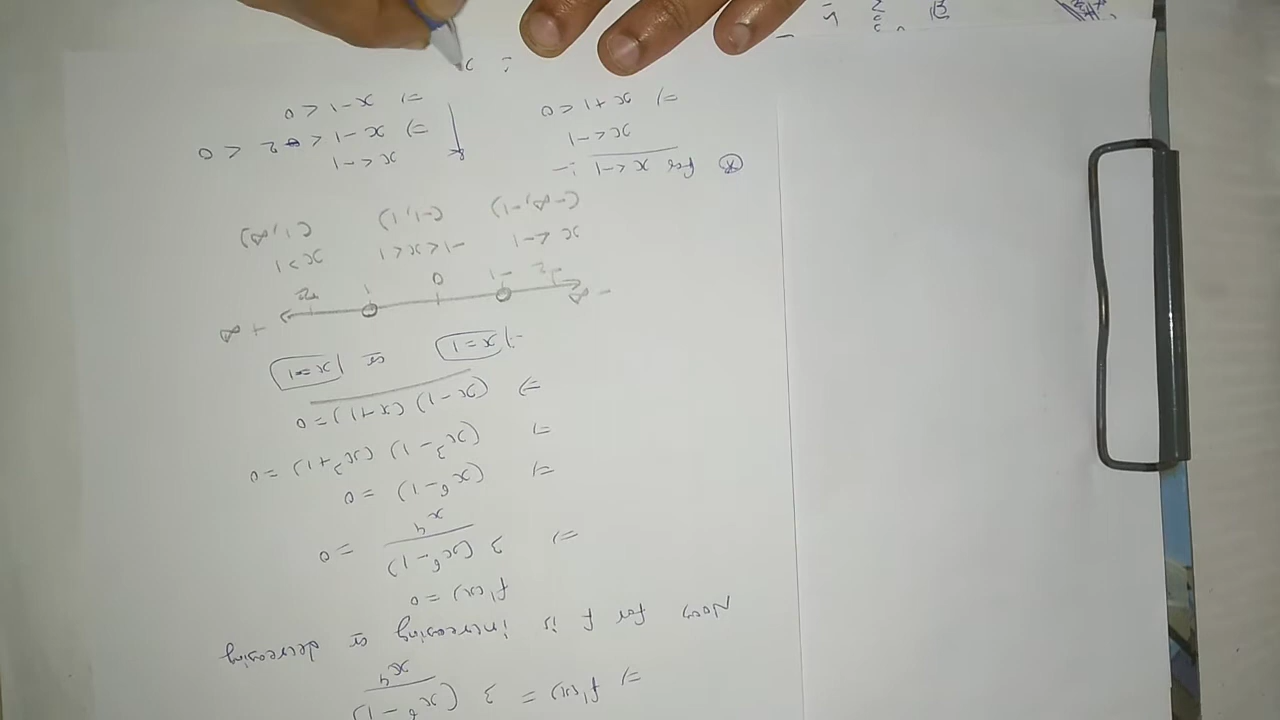 =) f'(x) = 3 (x⁶-1) / x⁴
Now for f is increasing or decreasing
f'(x) = 0
=) 3 (x⁶-1) / x⁴ = 0
=) (x⁶-1) = 0
=) (x³-1) (x³+1) = 0
=) (x-1) (x+1) = 0
x=1 or x=-1
-∞ -2 -1 0 1 2 +∞
x<-1 -1<x<1 x>1
(-∞,-1) (-1,1) (1,∞)
for x<-1 :-
x<-1 & x<-1
=) x+1<0 =) x-1<-2<0
=) x-1<0
∴ x